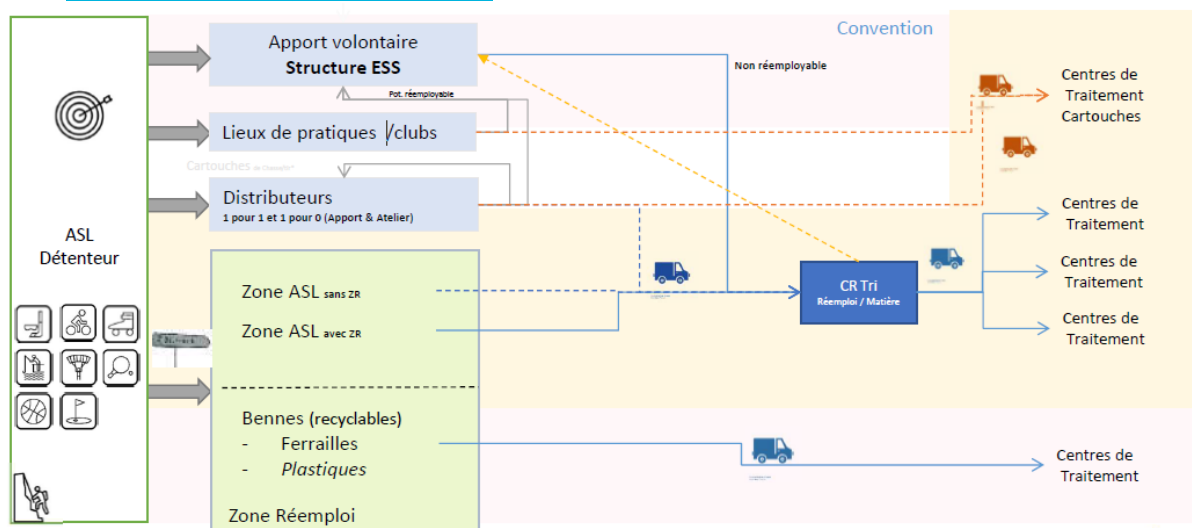 Convention
Apport volontaire
Structure ESS
Non réemployable
Centres de
Traitement
Cartouches
Pot. réemployable
Lieux de pratiques /clubs
Cartouches
Distributeurs
1 pour 1 et 1 pour 0 (Apport & Atelier)
Centres de
Traitement
ASL
Détenteur
Centres de
Traitement
Zone ASL sans ZR
CR Tri
Réemploi / Matière
Zone ASL avec ZR
Centres de
Traitement
Bennes (recyclables)
- Ferrailles
- Plastiques
Centres de
Traitement
Zone Réemploi